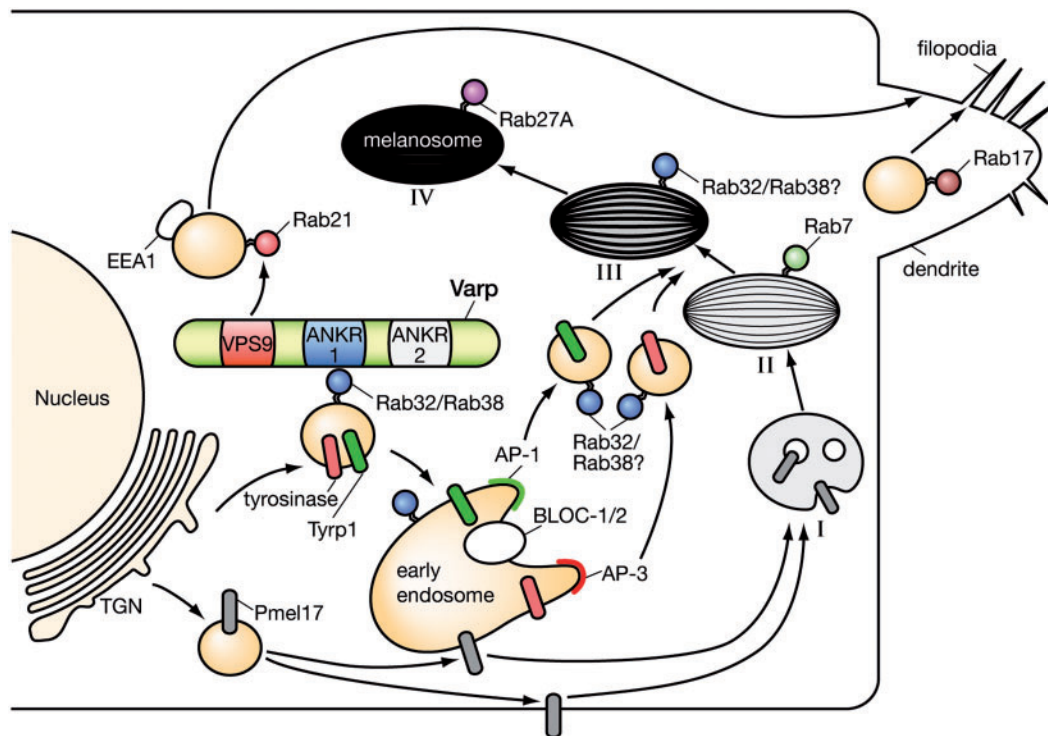 filopodia
Rab27A
melanosome
IV
Rab17
Rab32/Rab38?
Rab21
EEA1
Rab7
III
dendrite
Varp
VPS9
ANKR
1
ANKR
2
II
Nucleus
Rab32/Rab38
Rab32/
Rab38?
AP-1
tyrosinase
Tyrp1
BLOC-1/2
I
early
endosome
AP-3
TGN
Pmel17